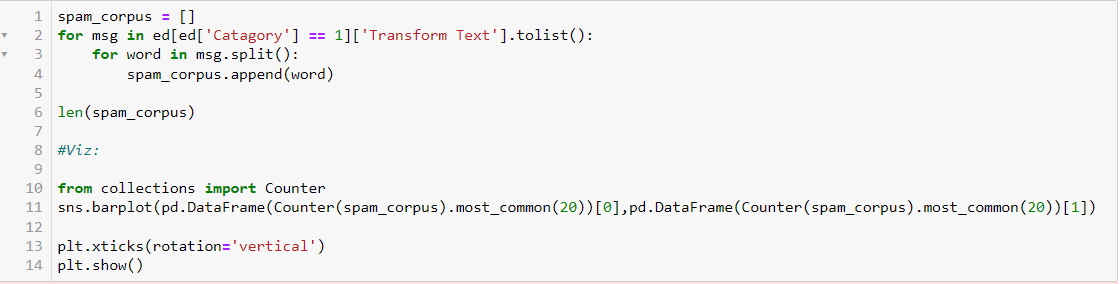 1 spam_corpus = []
2 for msg in ed[ed['Catagory'] == 1]['Transform Text'].tolist():
3     for word in msg.split():
4         spam_corpus.append(word)
5
6 len(spam_corpus)
7
8 #Viz:
9
10 from collections import Counter
11 sns.barplot(pd.DataFrame(Counter(spam_corpus).most_common(20))[0],pd.DataFrame(Counter(spam_corpus).most_common(20))[1])
12
13 plt.xticks(rotation='vertical')
14 plt.show()